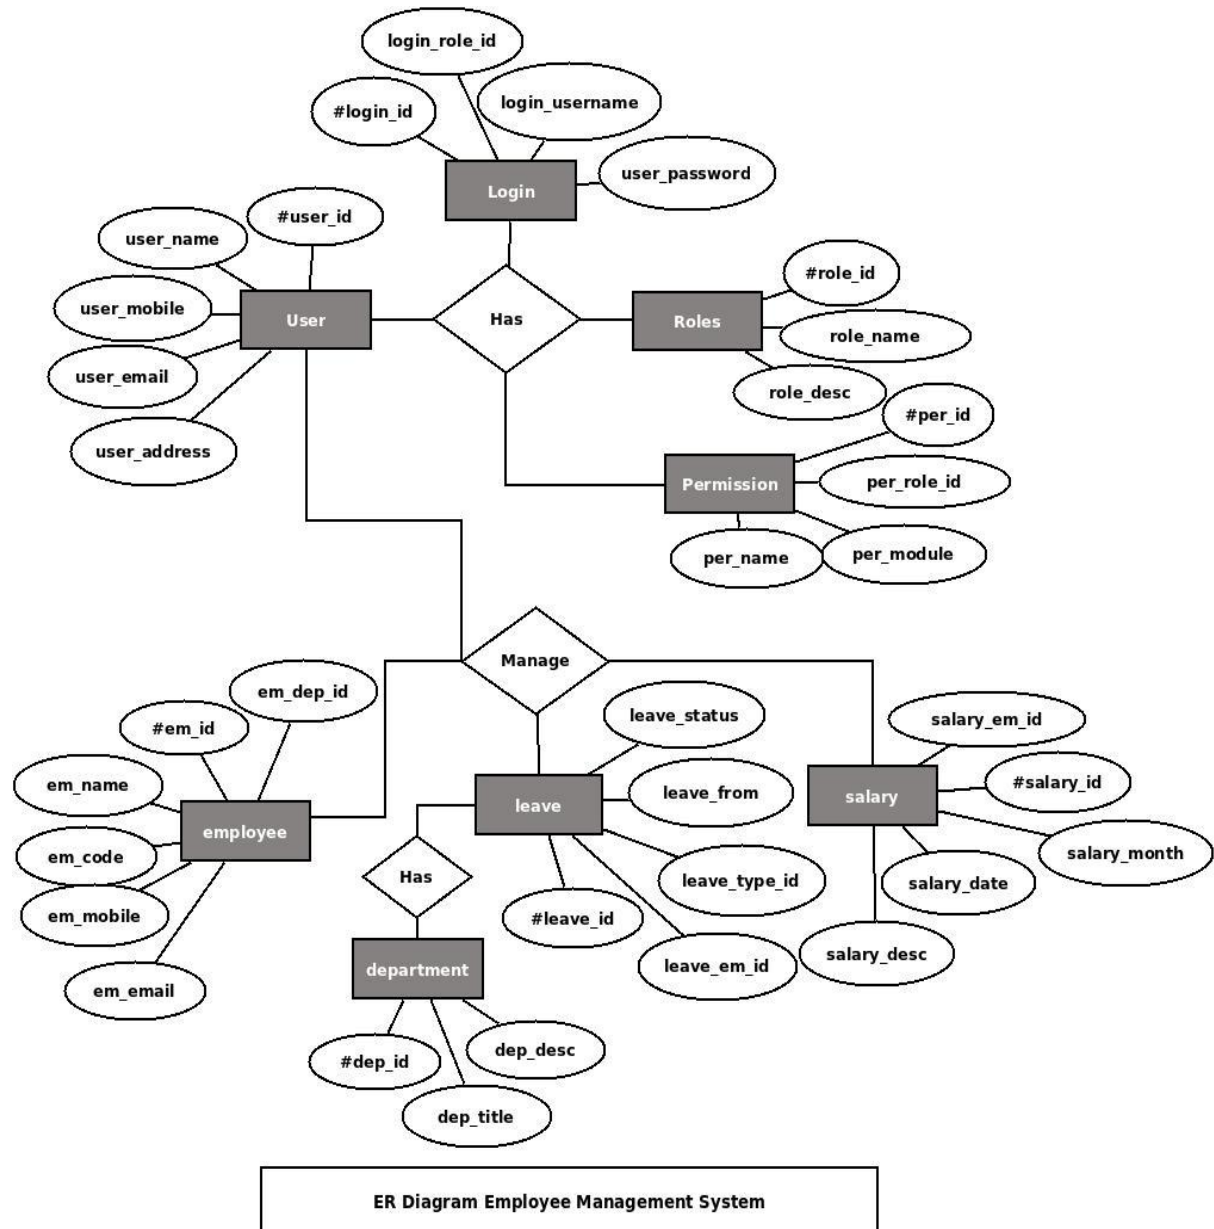 login_role_id
login_username
#login_id
user_password
Login
#user_id
user_name
#role_id
user_mobile
User
Has
Roles
role_name
user_email
role_desc
#per_id
user_address
per_role_id
Permission
per_name
per_module
Manage
em_dep_id
leave_status
salary_em_id
#em_id
em_name
leave_from
#salary_id
leave
salary
employee
em_code
salary_month
Has
leave_type_id
salary_date
em_mobile
#leave_id
salary_desc
leave_em_id
department
em_email
dep_desc
#dep_id
dep_title
ER Diagram Employee Management System